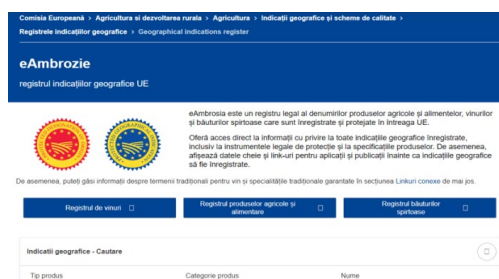 Comisia Europeană > Agricultura si dezvoltarea rurala > Agricultura > Indicații geografice și scheme de calitate >
Registrele indicațiilor geografice > Geographical indications register
eAmbrozie
registrul indicațiilor geografice UE
eAmbrosia este un registru legal al denumirilor produselor agricole și alimentelor, vinurilor
și băuturilor spirtoase care sunt înregistrate și protejate în întreaga UE.
Oferă acces direct la informații cu privire la toate indicațiile geografice înregistrate,
inclusiv la instrumentele legale de protecție și la specificațiile produselor. De asemenea,
afișează datele cheie și link-uri pentru aplicații și publicații înainte ca indicațiile geografice
să fie înregistrate.
De asemenea, puteți găsi informații despre termenii tradiționali pentru vin și specialitățile tradiționale garantate în secțiunea Linkuri conexe de mai jos.
Registrul de vinuri
Registrul produselor agricole și
alimentare
Registrul băuturilor
spirtoase
Indicatii geografice - Cautare
Tip produs
Categorie produs
Nume